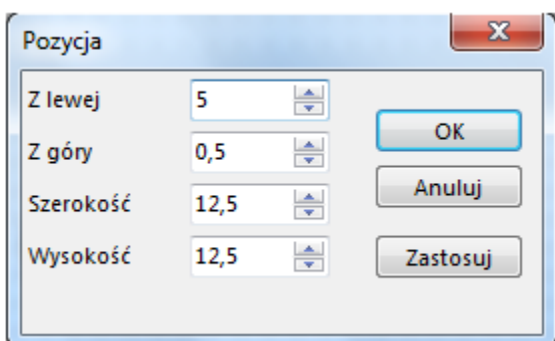 Pozycja
Z lewej 5
OK
Z góry 0,5
Anuluj
Szerokość 12,5
Wysokość 12,5
Zastosuj